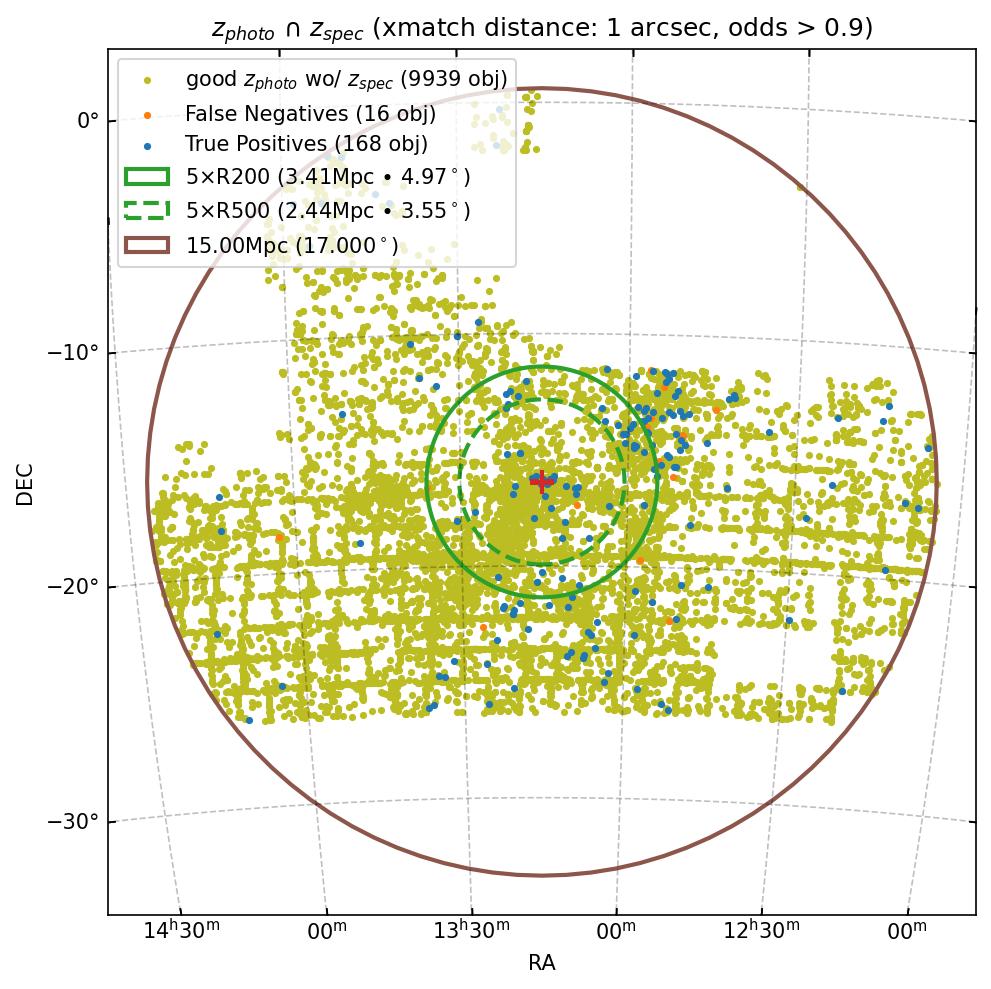 z_photo ∩ z_spec (xmatch distance: 1 arcsec, odds > 0.9)
good z_photo wo/ z_spec (9939 obj)
False Negatives (16 obj)
True Positives (168 obj)
5×R200 (3.41Mpc • 4.97°)
5×R500 (2.44Mpc • 3.55°)
15.00Mpc (17.000°)
0°
−10°
−20°
−30°
DEC
14h30m 00m 13h30m 00m 12h30m 00m
RA